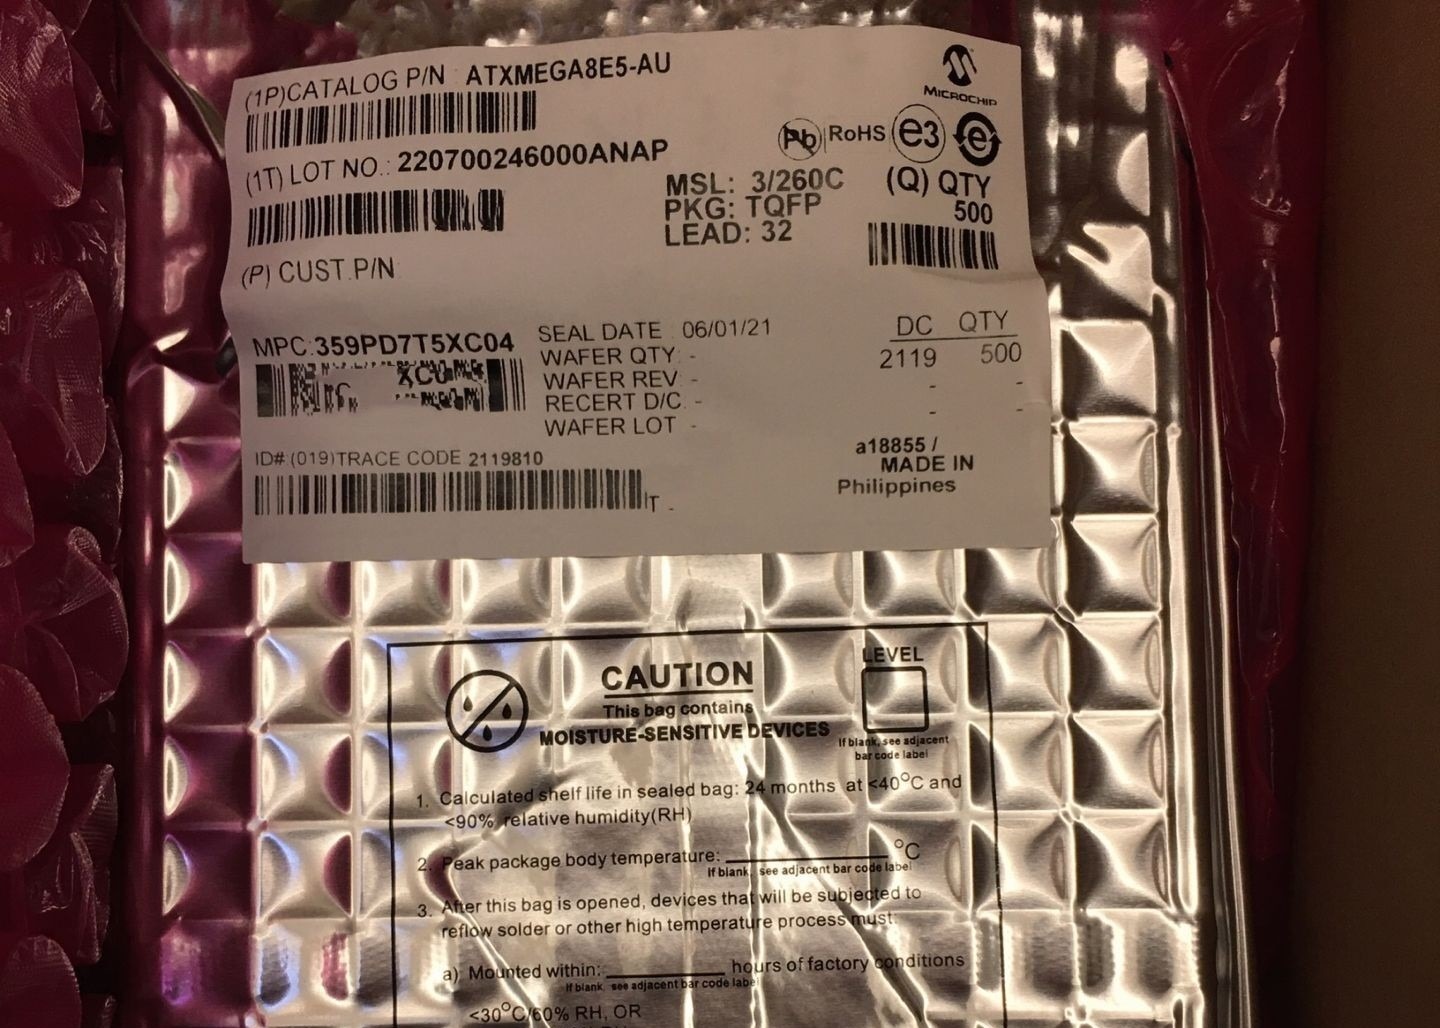 (1P)CATALOG P/N : ATXMEGA8E5-AU
MICROCHIP
Pb RoHS e3 e
(1T) LOT NO.: 220700246000ANAP
MSL: 3/260C
PKG: TQFP
LEAD: 32
(Q) QTY
500
(P) CUST.P/N
MPC:359PD7T5XC04
SEAL DATE : 06/01/21
WAFER QTY: -
WAFER REV -
RECERT D/C. -
WAFER LOT -
DC QTY
2119 500
- -
- -
ID# (019)TRACE CODE 2119810
a18855 /
MADE IN
Philippines
CAUTION
This bag contains
MOISTURE-SENSITIVE DEVICES
LEVEL
If blank, see adjacent
bar code label
1. Calculated shelf life in sealed bag: 24 months at <40°C and
<90% relative humidity(RH)
2. Peak package body temperature: ____________ °C
If blank, see adjacent bar code label
3. After this bag is opened, devices that will be subjected to
reflow solder or other high temperature process must:
a) Mounted within: ____________ hours of factory conditions
If blank, see adjacent bar code label
<30°C/60% RH, OR